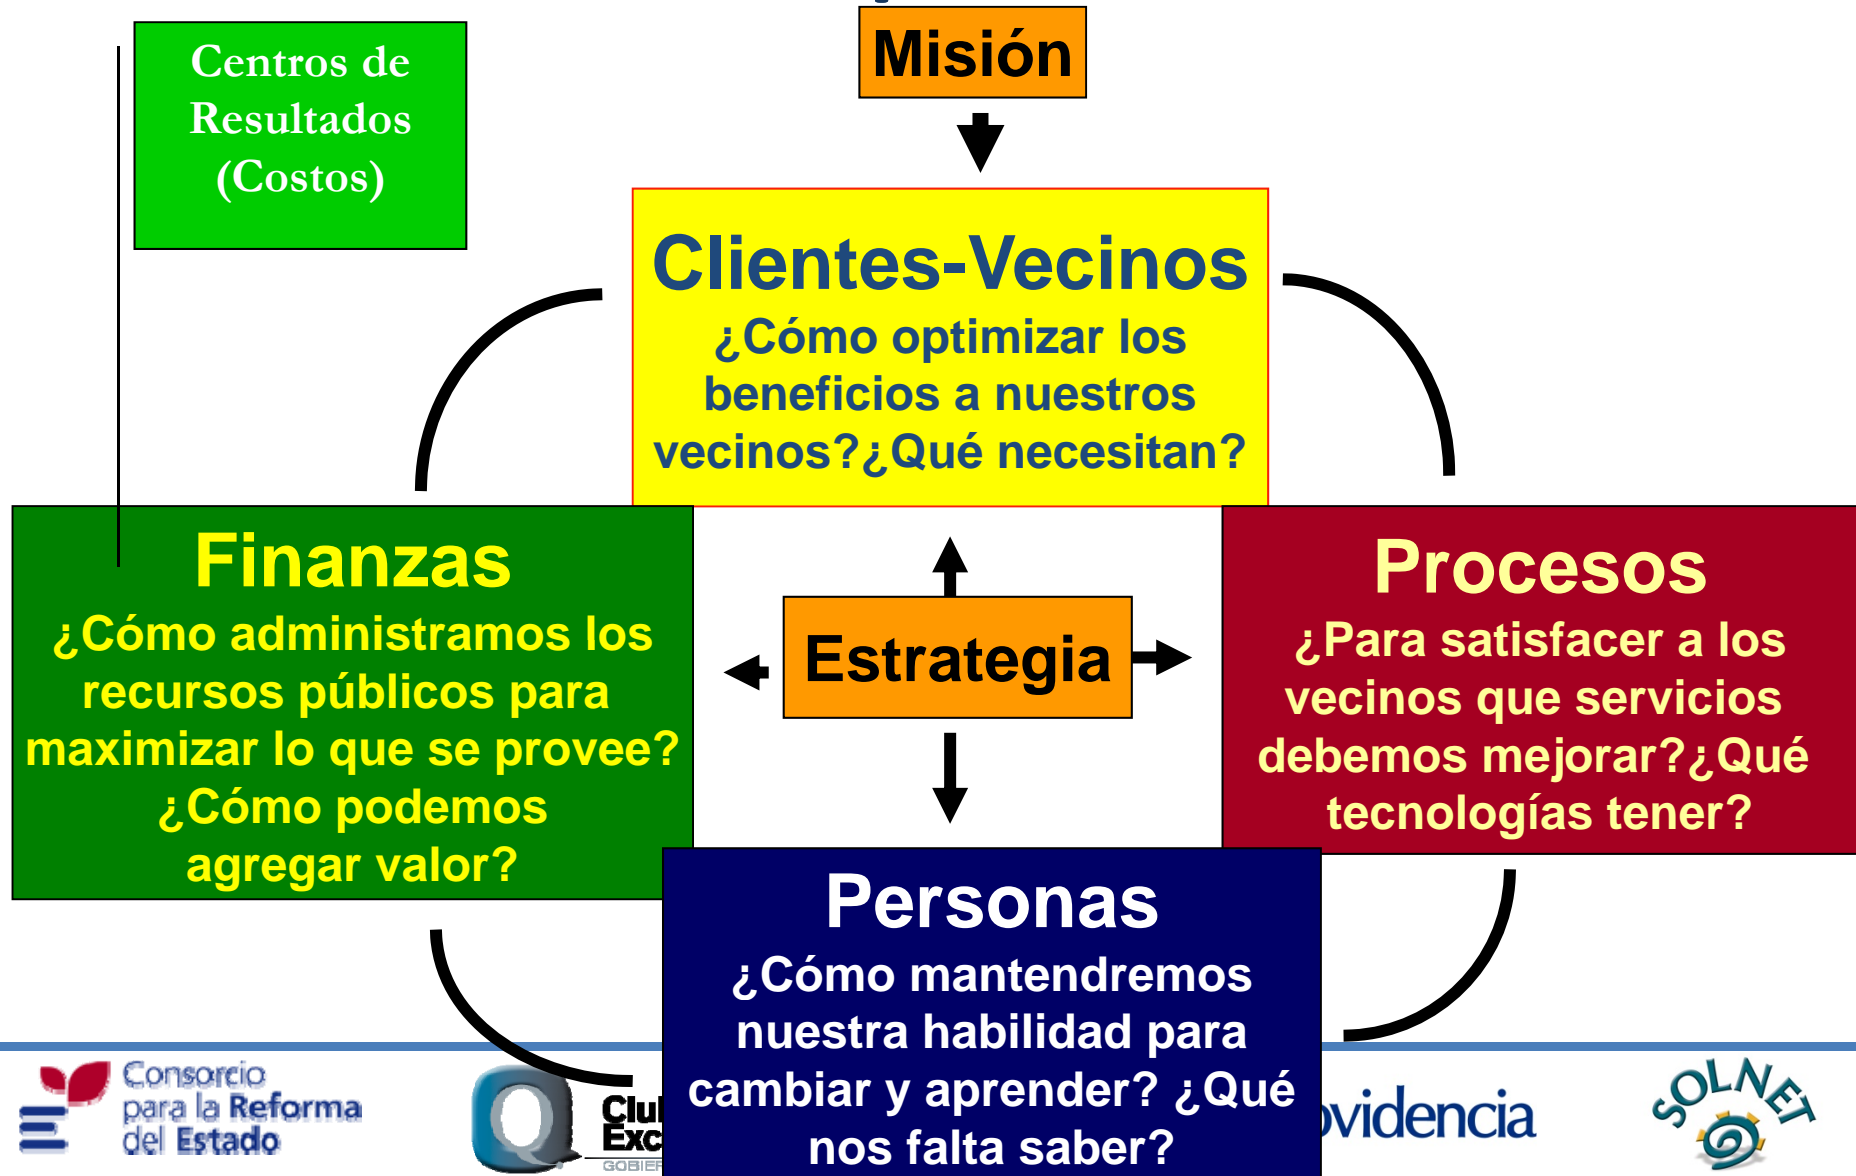 Centros de
Resultados
(Costos)
Misión
Clientes-Vecinos
¿Cómo optimizar los
beneficios a nuestros
vecinos?¿Qué necesitan?
Finanzas
¿Cómo administramos los
recursos públicos para
maximizar lo que se provee?
¿Cómo podemos
agregar valor?
Estrategia
Procesos
¿Para satisfacer a los
vecinos que servicios
debemos mejorar?¿Qué
tecnologías tener?
Personas
¿Cómo mantendremos
nuestra habilidad para
cambiar y aprender? ¿Qué
nos falta saber?
Consorcio
para la Reforma
del Estado
SOLNET